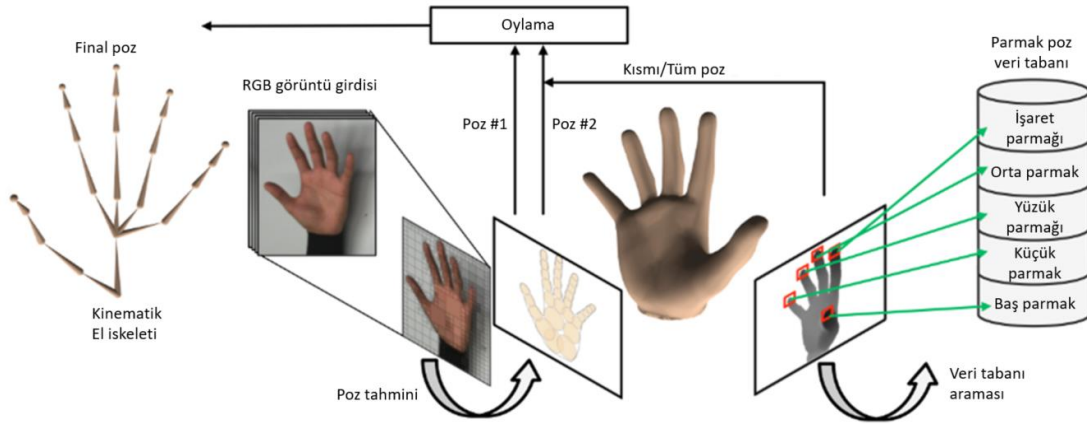 Oylama
Final poz
RGB görüntü girdisi
Kısmı/Tüm poz
Parmak poz
veri tabanı
Poz #1
Poz #2
İşaret
parmağı
Orta parmak
Yüzük
parmağı
Küçük
parmak
Baş parmak
Kinematik
El iskeleti
Poz tahmini
Veri tabanı
araması